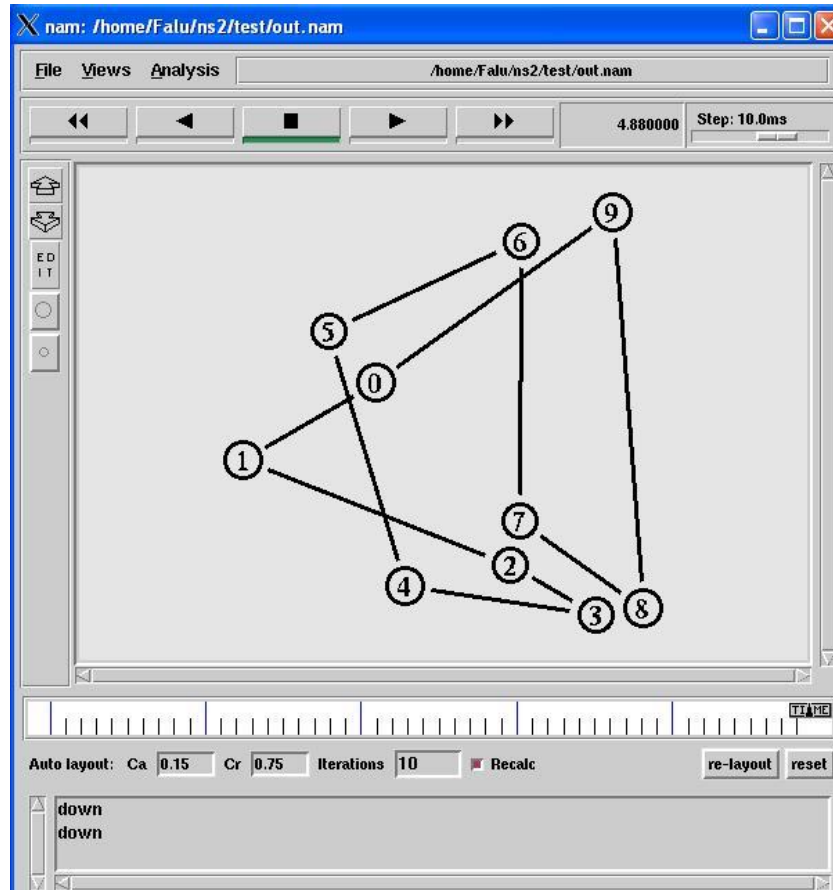 nam: /home/Falu/ns2/test/out.nam
File Views Analysis /home/Falu/ns2/test/out.nam
4.880000 Step: 10.0ms
ED
IT
9
6
5
0
1
7
2
4
3
8
TIME
Auto layout: Ca 0.15 Cr 0.75 Iterations 10 Recalc re-layout reset
down
down